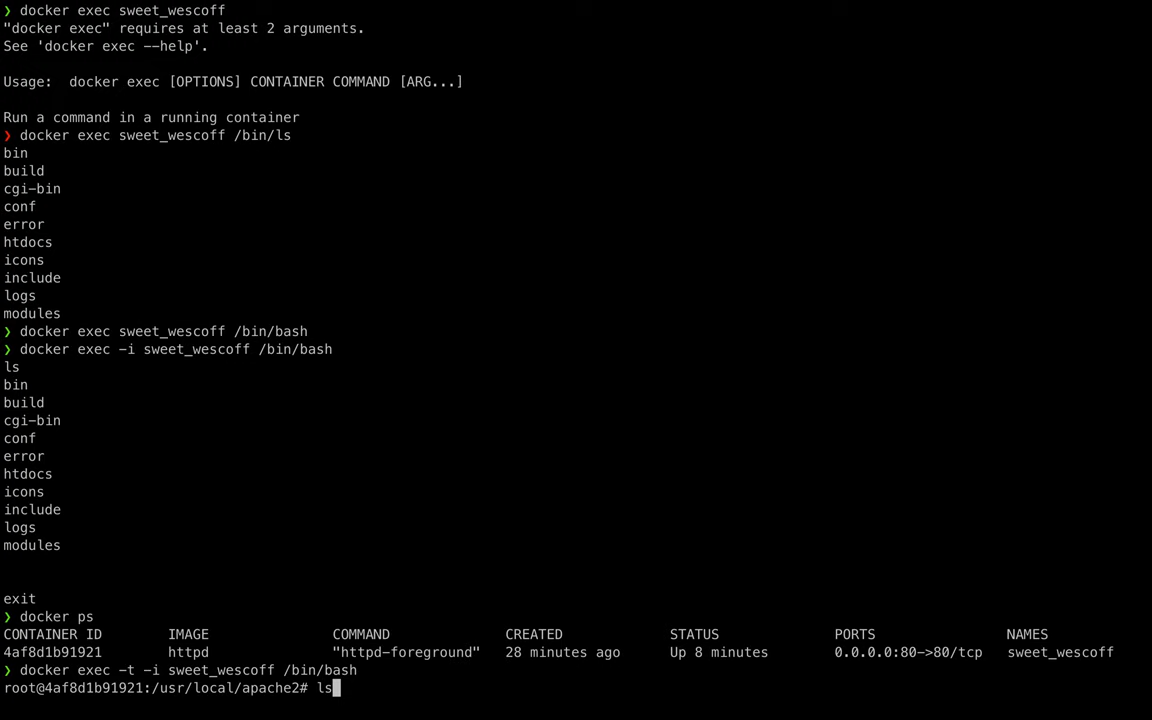 ❯ docker exec sweet_wescoff
"docker exec" requires at least 2 arguments.
See 'docker exec --help'.
Usage:  docker exec [OPTIONS] CONTAINER COMMAND [ARG...]
Run a command in a running container
❯ docker exec sweet_wescoff /bin/ls
bin
build
cgi-bin
conf
error
htdocs
icons
include
logs
modules
❯ docker exec sweet_wescoff /bin/bash
❯ docker exec -i sweet_wescoff /bin/bash
ls
bin
build
cgi-bin
conf
error
htdocs
icons
include
logs
modules
exit
❯ docker ps
CONTAINER ID        IMAGE               COMMAND              CREATED             STATUS              PORTS                NAMES
4af8d1b91921        httpd               "httpd-foreground"   28 minutes ago      Up 8 minutes        0.0.0.0:80->80/tcp   sweet_wescoff
❯ docker exec -t -i sweet_wescoff /bin/bash
root@4af8d1b91921:/usr/local/apache2# ls